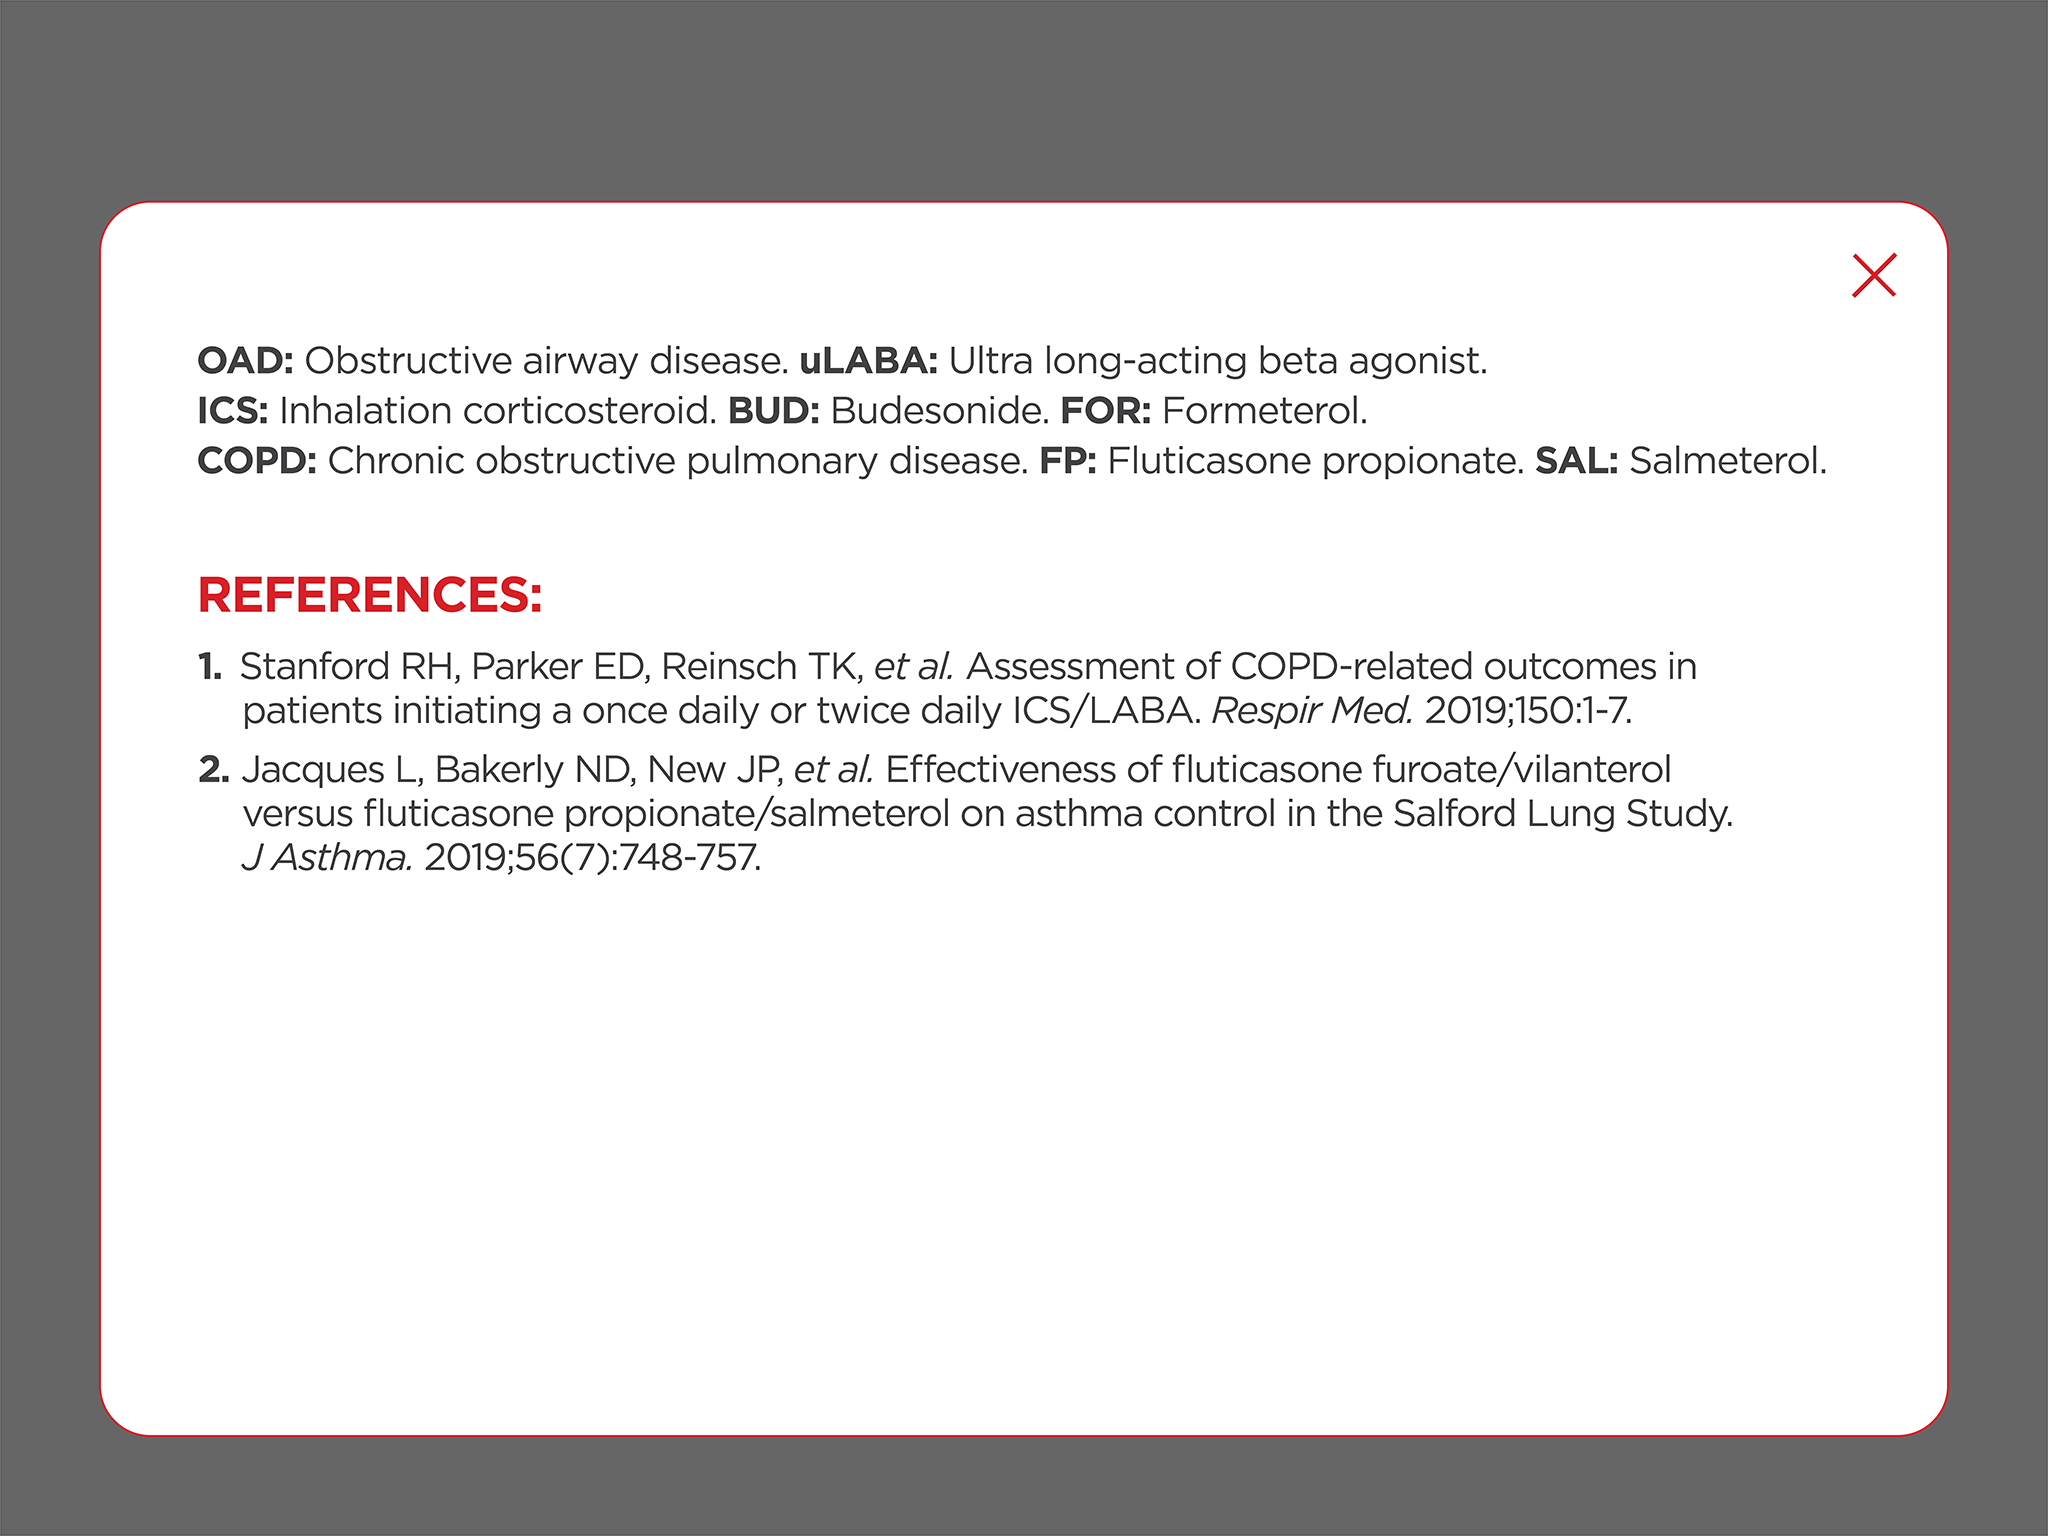 OAD: Obstructive airway disease. uLABA: Ultra long-acting beta agonist.
ICS: Inhalation corticosteroid. BUD: Budesonide. FOR: Formeterol.
COPD: Chronic obstructive pulmonary disease. FP: Fluticasone propionate. SAL: Salmeterol.
REFERENCES:
1. Stanford RH, Parker ED, Reinsch TK, et al. Assessment of COPD-related outcomes in
patients initiating a once daily or twice daily ICS/LABA. Respir Med. 2019;150:1-7.
2. Jacques L, Bakerly ND, New JP, et al. Effectiveness of fluticasone furoate/vilanterol
versus fluticasone propionate/salmeterol on asthma control in the Salford Lung Study.
J Asthma. 2019;56(7):748-757.